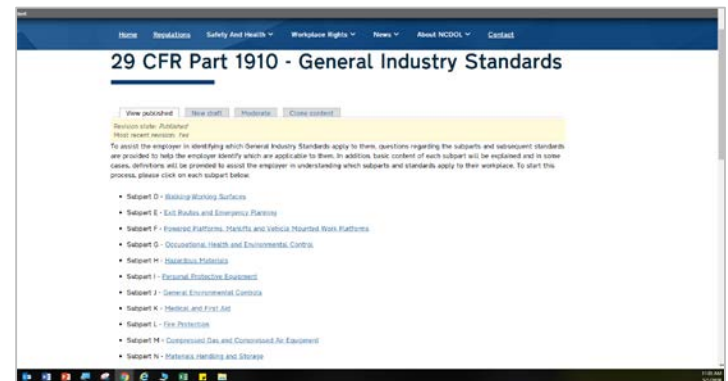 Home Regulations Safety And Health Workplace Rights News About NCDOL Contact
29 CFR Part 1910 - General Industry Standards
View published New draft Moderate Clone content
Revision state: Published
Most recent revision: Yes
To assist the employer in identifying which General Industry Standards apply to them, questions regarding the subparts and subsequent standards
are provided to help the employer identify which are applicable to them. In addition, basic content of each subpart will be explained and in some
cases, definitions will be provided to assist the employer in understanding which subparts and standards apply to their workplace. To start this
process, please click on each subpart below:
• Subpart D - Walking-Working Surfaces
• Subpart E - Exit Routes and Emergency Planning
• Subpart F - Powered Platforms, Manlifts and Vehicle Mounted Work Platforms
• Subpart G - Occupational Health and Environmental Control
• Subpart H - Hazardous Materials
• Subpart I - Personal Protective Equipment
• Subpart J - General Environmental Controls
• Subpart K - Medical and First Aid
• Subpart L - Fire Protection
• Subpart M - Compressed Gas and Compressed Air Equipment
• Subpart N - Materials Handling and Storage